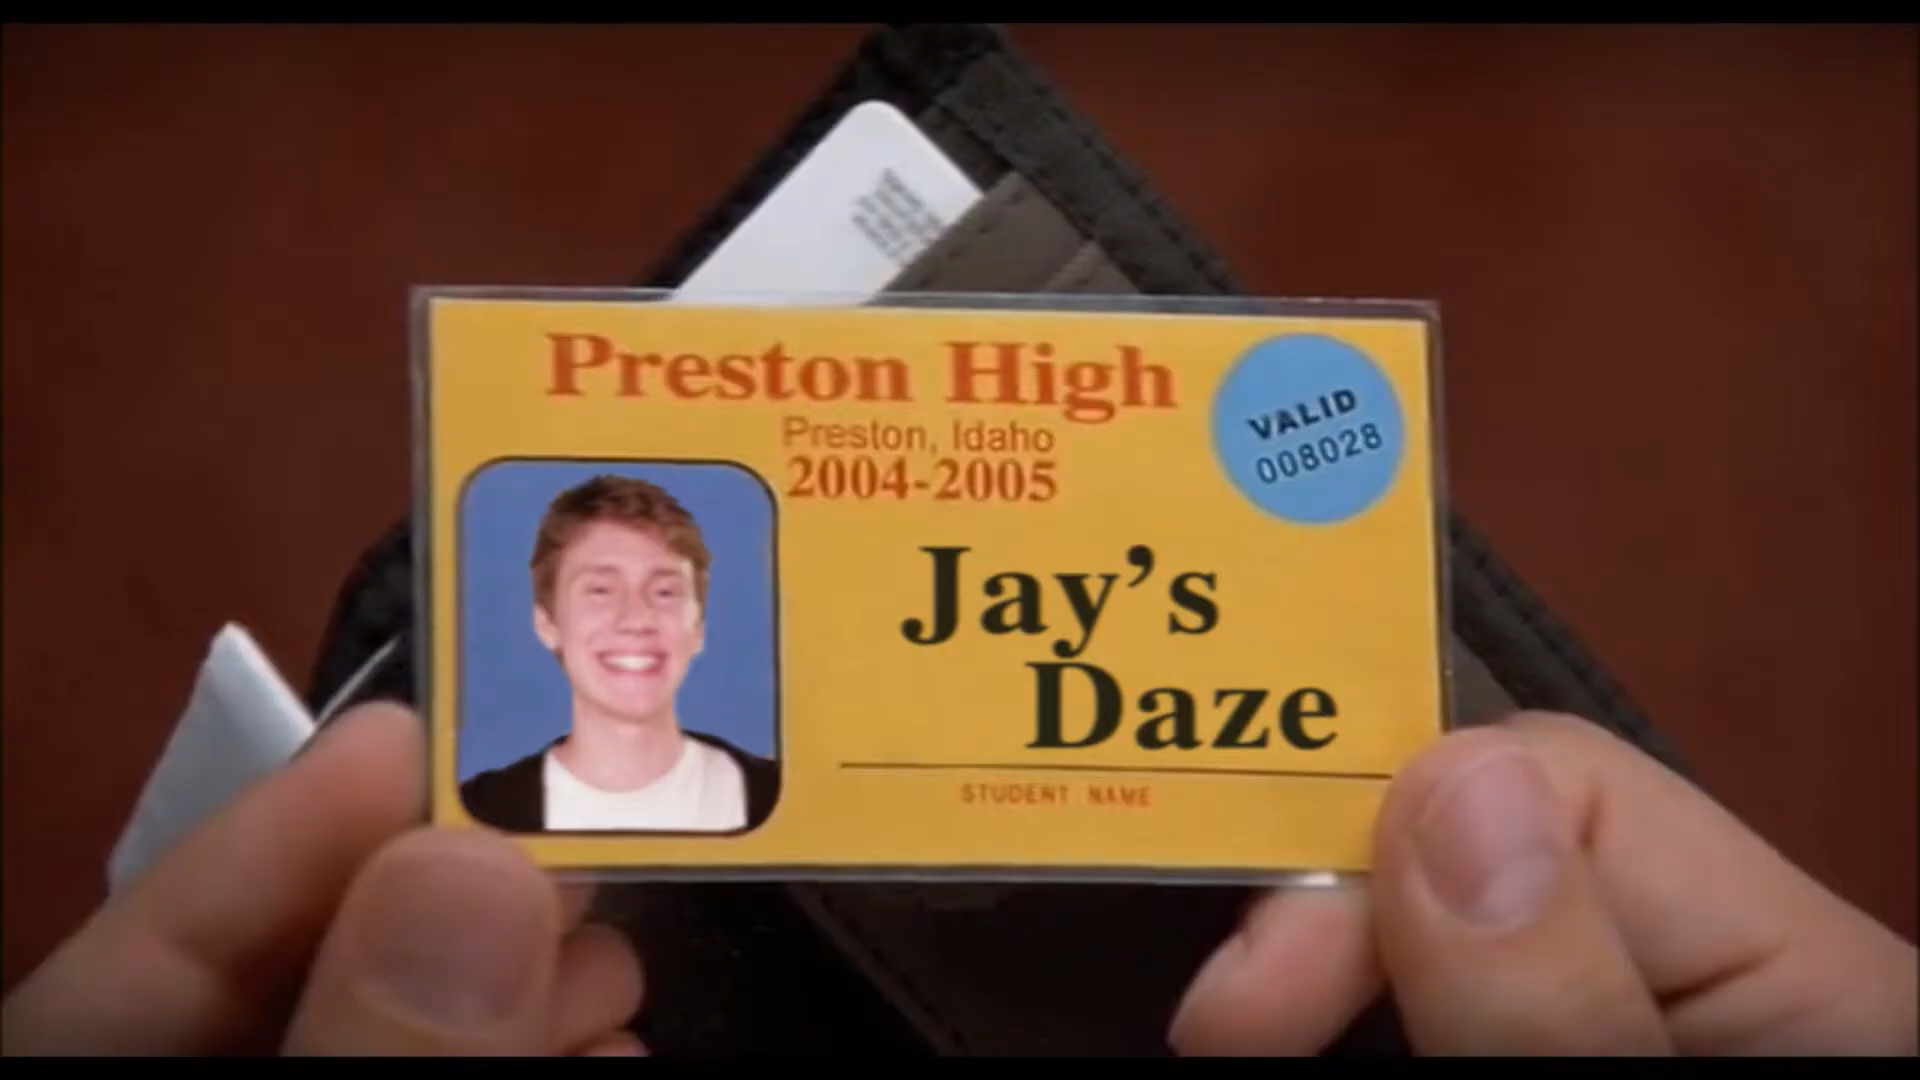 Preston High
Preston, Idaho
2004-2005
VALID
008028
Jay's
Daze
STUDENT NAME